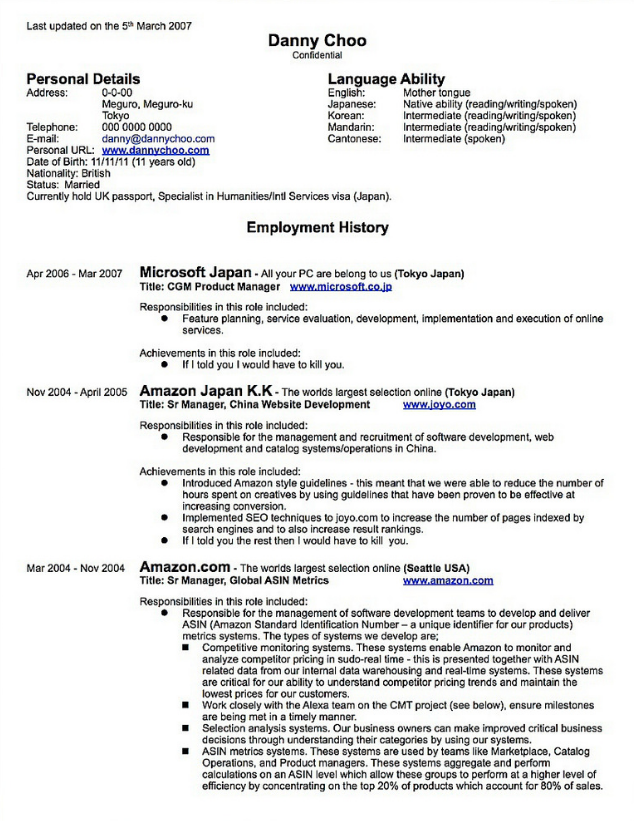 Last updated on the 5th March 2007
Danny Choo
Confidential
Personal Details
Address: 0-0-00
Meguro, Meguro-ku
Tokyo
Telephone: 000 0000 0000
E-mail: danny@dannychoo.com
Personal URL: www.dannychoo.com
Date of Birth: 11/11/11 (11 years old)
Nationality: British
Status: Married
Currently hold UK passport, Specialist in Humanities/Intl Services visa (Japan).
Language Ability
English: Mother tongue
Japanese: Native ability (reading/writing/spoken)
Korean: Intermediate (reading/writing/spoken)
Mandarin: Intermediate (reading/writing/spoken)
Cantonese: Intermediate (spoken)
Employment History
Apr 2006 - Mar 2007 Microsoft Japan - All your PC are belong to us (Tokyo Japan)
Title: CGM Product Manager www.microsoft.co.jp
Responsibilities in this role included:
● Feature planning, service evaluation, development, implementation and execution of online
services.
Achievements in this role included:
● If I told you I would have to kill you.
Nov 2004 - April 2005 Amazon Japan K.K - The worlds largest selection online (Tokyo Japan)
Title: Sr Manager, China Website Development www.joyo.com
Responsibilities in this role included:
● Responsible for the management and recruitment of software development, web
development and catalog systems/operations in China.
Achievements in this role included:
● Introduced Amazon style guidelines - this meant that we were able to reduce the number of
hours spent on creatives by using guidelines that have been proven to be effective at
increasing conversion.
● Implemented SEO techniques to joyo.com to increase the number of pages indexed by
search engines and to also increase result rankings.
● If I told you the rest then I would have to kill you.
Mar 2004 - Nov 2004 Amazon.com - The worlds largest selection online (Seattle USA)
Title: Sr Manager, Global ASIN Metrics www.amazon.com
Responsibilities in this role included:
● Responsible for the management of software development teams to develop and deliver
ASIN (Amazon Standard Identification Number – a unique identifier for our products)
metrics systems. The types of systems we develop are;
■ Competitive monitoring systems. These systems enable Amazon to monitor and
analyze competitor pricing in sudo-real time - this is presented together with ASIN
related data from our internal data warehousing and real-time systems. These systems
are critical for our ability to understand competitor pricing trends and maintain the
lowest prices for our customers.
■ Work closely with the Alexa team on the CMT project (see below), ensure milestones
are being met in a timely manner.
■ Selection analysis systems. Our business owners can make improved critical business
decisions through understanding their categories by using our systems.
■ ASIN metrics systems. These systems are used by teams like Marketplace, Catalog
Operations, and Product managers. These systems aggregate and perform
calculations on an ASIN level which allow these groups to perform at a higher level of
efficiency by concentrating on the top 20% of products which account for 80% of sales.